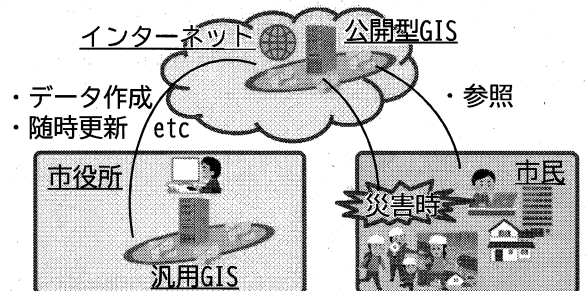 インターネット
公開型GIS
・データ作成
・随時更新 etc
・参照
市役所
市民
災害時
汎用GIS